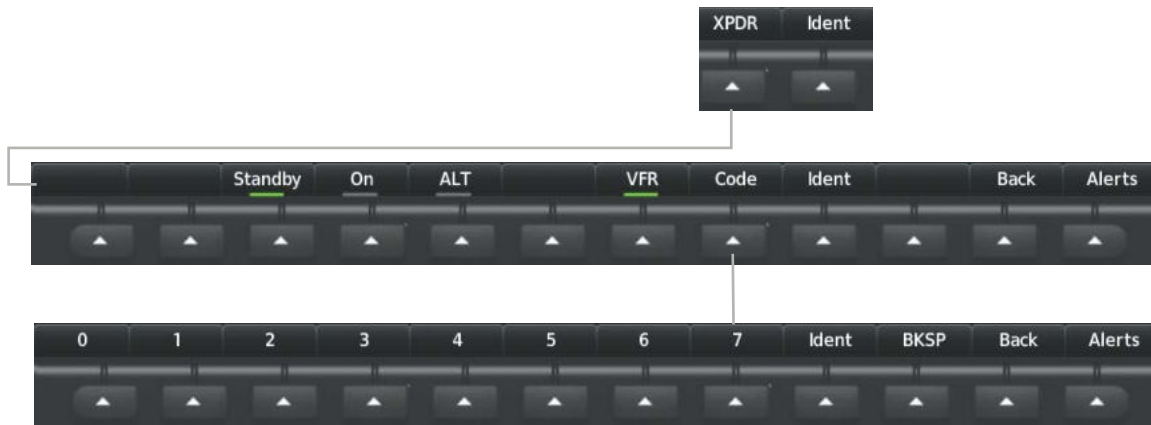 XPDR Ident
Standby On ALT VFR Code Ident Back Alerts
0 1 2 3 4 5 6 7 Ident BKSP Back Alerts